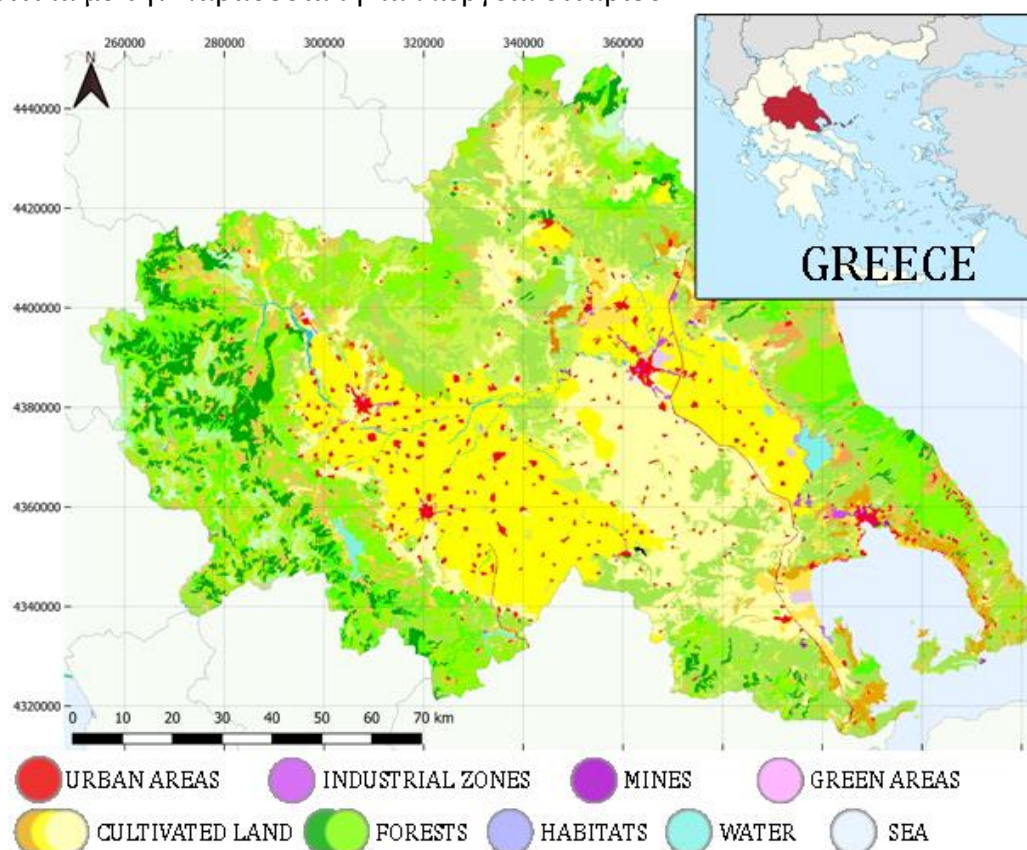 260000 280000 300000 320000 340000 360000
N
4440000
4420000
GREECE
4400000
4380000
4360000
4340000
4320000
0 10 20 30 40 50 60 70 km
URBAN AREAS INDUSTRIAL ZONES MINES GREEN AREAS
CULTIVATED LAND FORESTS HABITATS WATER SEA